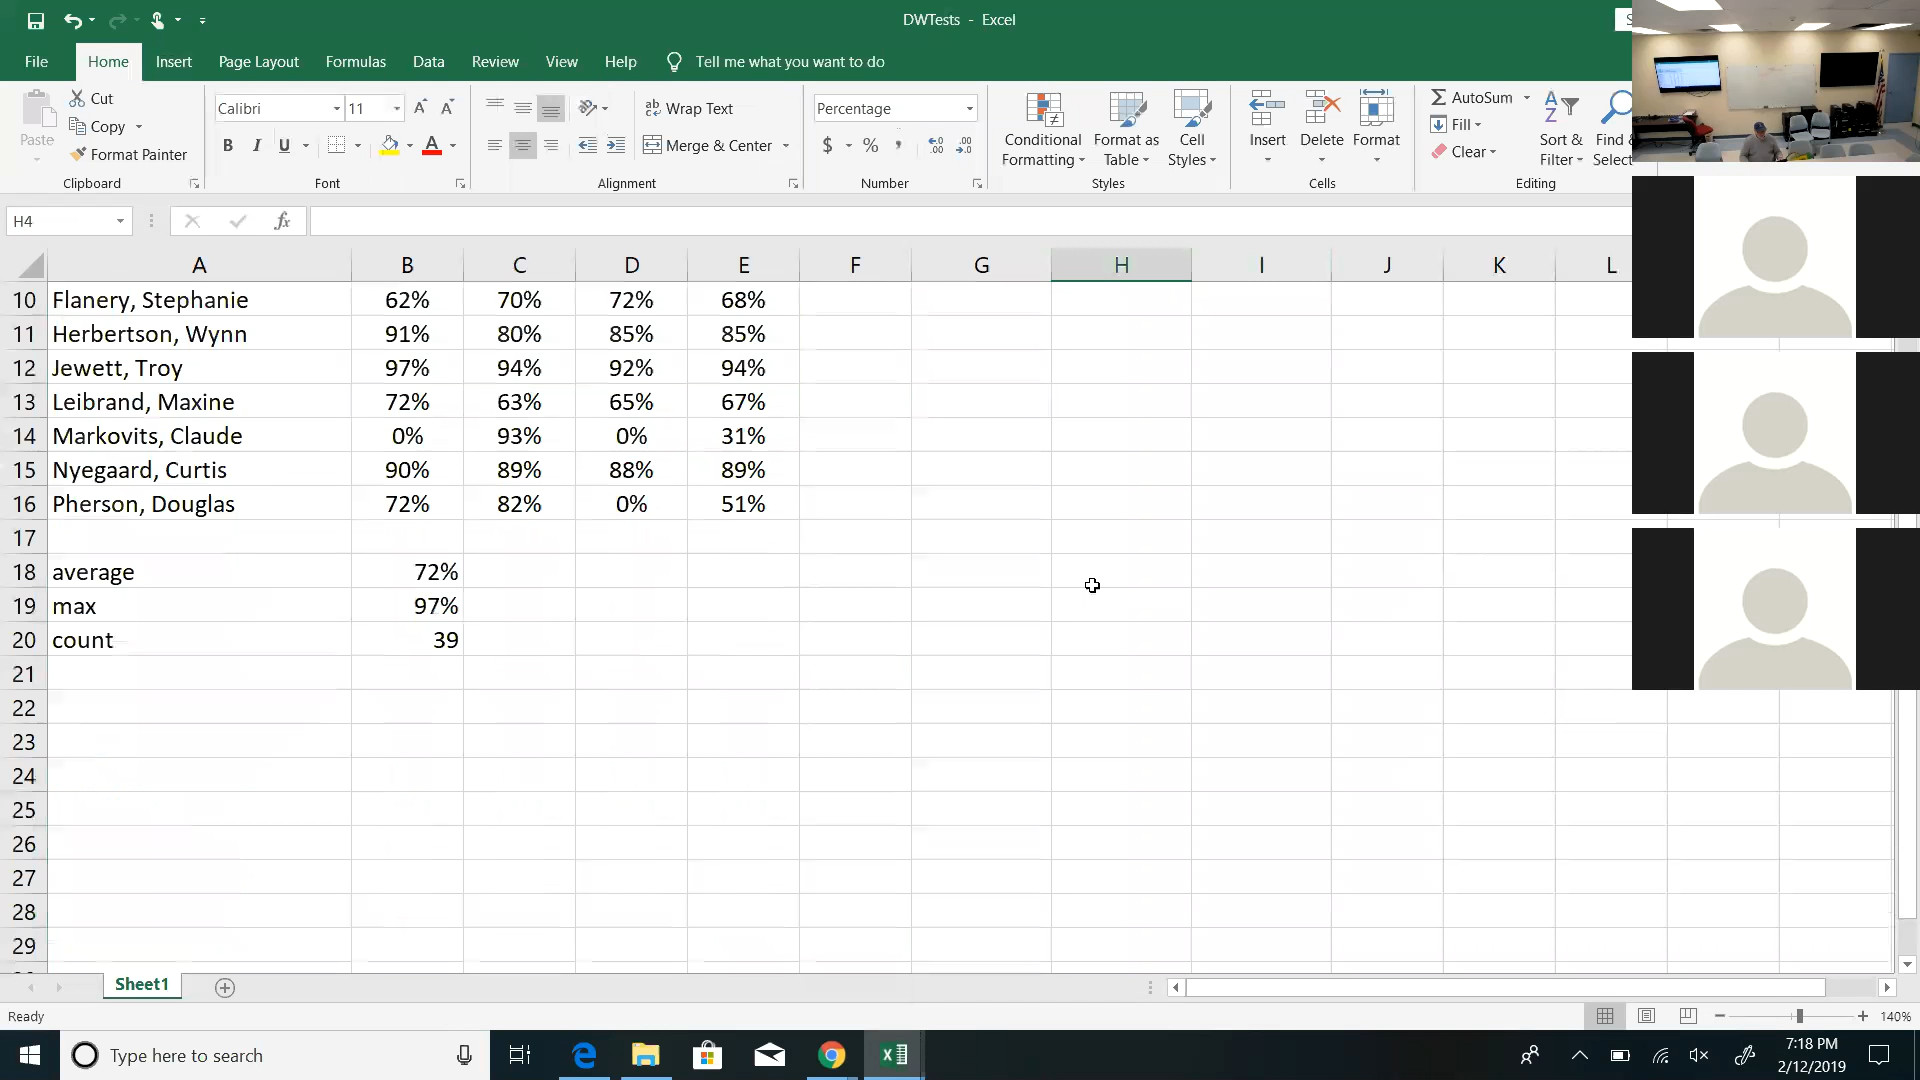 DWTests - Excel
S
File Home Insert Page Layout Formulas Data Review View Help Tell me what you want to do
Paste
Cut
Copy
Format Painter
Clipboard
Calibri 11
B I U
Font
Wrap Text
Merge & Center
Alignment
Percentage
$ % ,
Number
Conditional Formatting
Format as Table
Cell Styles
Styles
Insert Delete Format
Cells
AutoSum
Fill
Clear
Sort & Filter
Find & Select
Editing
H4 fx
A B C D E F G H I J K L
10 Flanery, Stephanie 62% 70% 72% 68%
11 Herbertson, Wynn 91% 80% 85% 85%
12 Jewett, Troy 97% 94% 92% 94%
13 Leibrand, Maxine 72% 63% 65% 67%
14 Markovits, Claude 0% 93% 0% 31%
15 Nyegaard, Curtis 90% 89% 88% 89%
16 Pherson, Douglas 72% 82% 0% 51%
17
18 average 72%
19 max 97%
20 count 39
21
22
23
24
25
26
27
28
29
Sheet1
Ready 140%
Type here to search
7:18 PM
2/12/2019